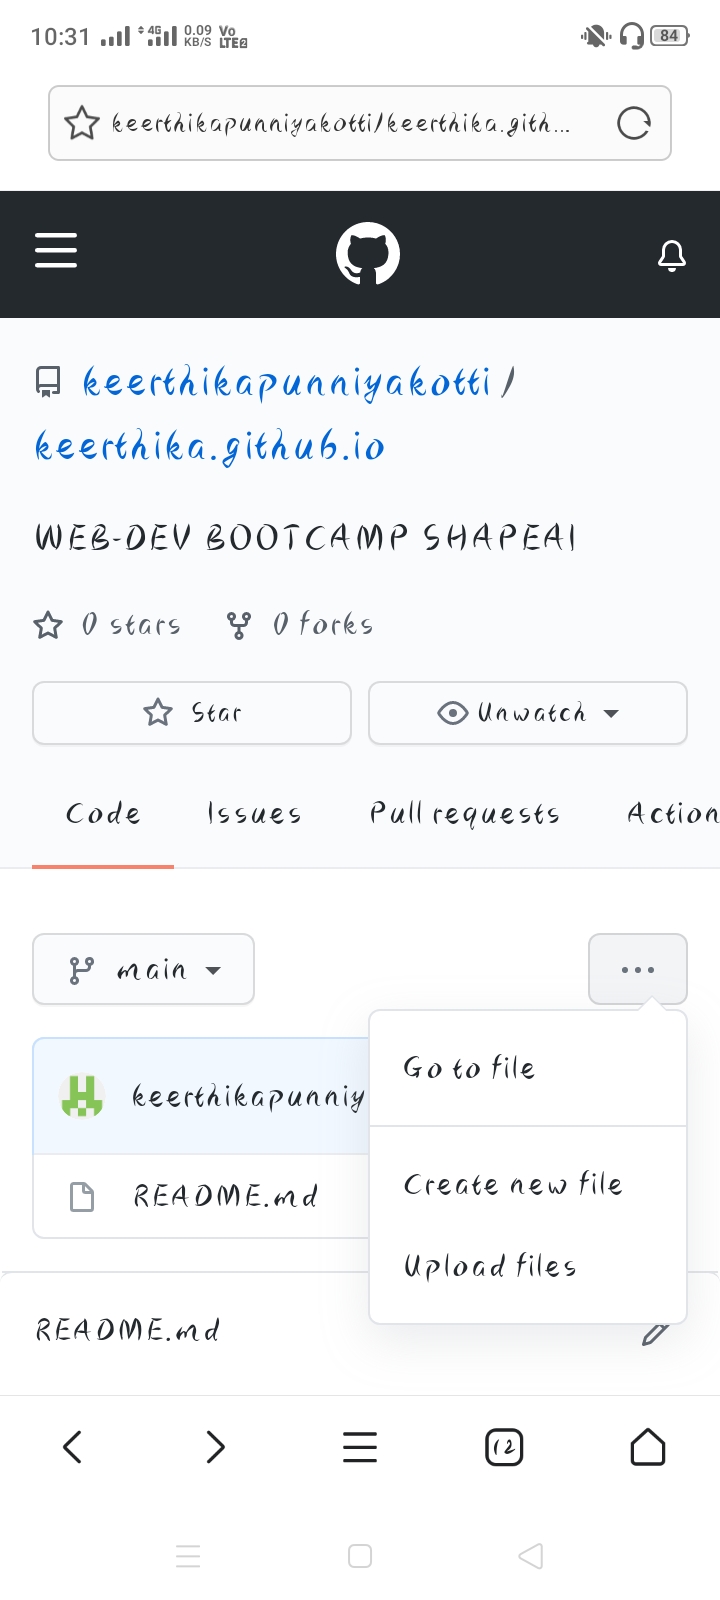 10:31 4G 0.09 KB/S Vo LTE2 84
keerthikapunniyakotti/keerthika.gith...
keerthikapunniyakotti /
keerthika.github.io
WEB-DEV BOOTCAMP SHAPEAI
0 stars 0 forks
Star Unwatch
Code Issues Pull requests Action
main
Go to file
keerthikapunniy
Create new file
README.md
Upload files
README.md
12